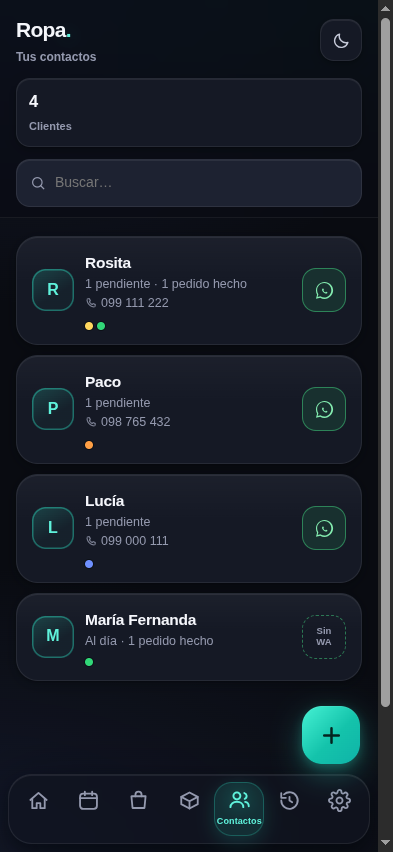 Ropa.
Tus contactos
4
Clientes
Buscar…
R
Rosita
1 pendiente · 1 pedido hecho
099 111 222
P
Paco
1 pendiente
098 765 432
L
Lucía
1 pendiente
099 000 111
M
María Fernanda
Al día · 1 pedido hecho
Sin
WA
Contactos